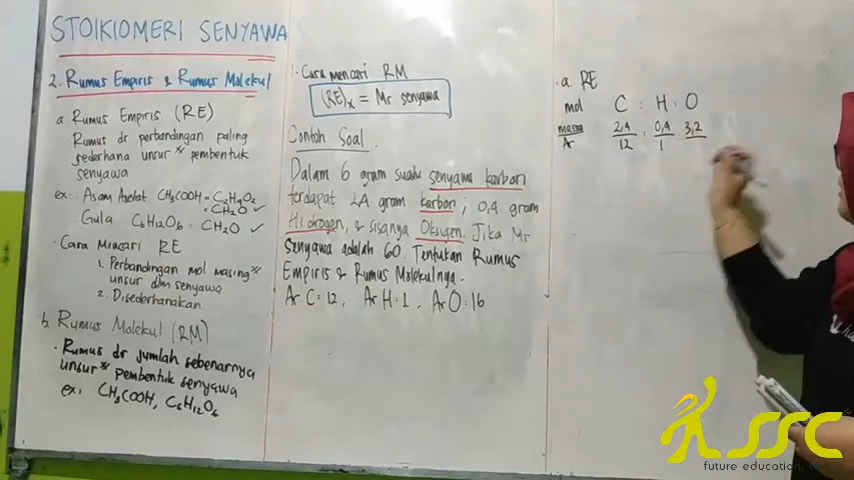 STOIKIOMERI SENYAWA
2. Rumus Empiris & Rumus Molekul
a. Rumus Empiris (RE)
· Rumus dr perbandingan paling
sederhana unsur" pembentuk
senyawa
ex: · Asam Asetat CH₃COOH = C₂H₄O₂
= CH₂O ✓
Gula C₆H₁₂O₆ = CH₂O ✓
· Cara Mencari RE
1. Perbandingan mol masing"
unsur dlm senyawa
2. Disederhanakan.
b. Rumus Molekul (RM)
· Rumus dr jumlah sebenarnya
unsur" pembentuk senyawa
ex: CH₃COOH, C₆H₁₂O₆
· Cara mencari RM
(RE)x = Mr senyawa
Contoh Soal
Dalam 6 gram suatu senyawa karbon
terdapat 2,4 gram karbon ; 0,4 gram
Hidrogen, & sisanya Oksigen. Jika Mr
Senyawa adalah 60. Tentukan Rumus
Empiris & Rumus Molekulnya.
Ar C = 12, Ar H = 1, Ar O = 16
· a. RE
mol C : H : O
massa/Ar 2,4/12 : 0,4/1 : 3,2
SSC
future education,